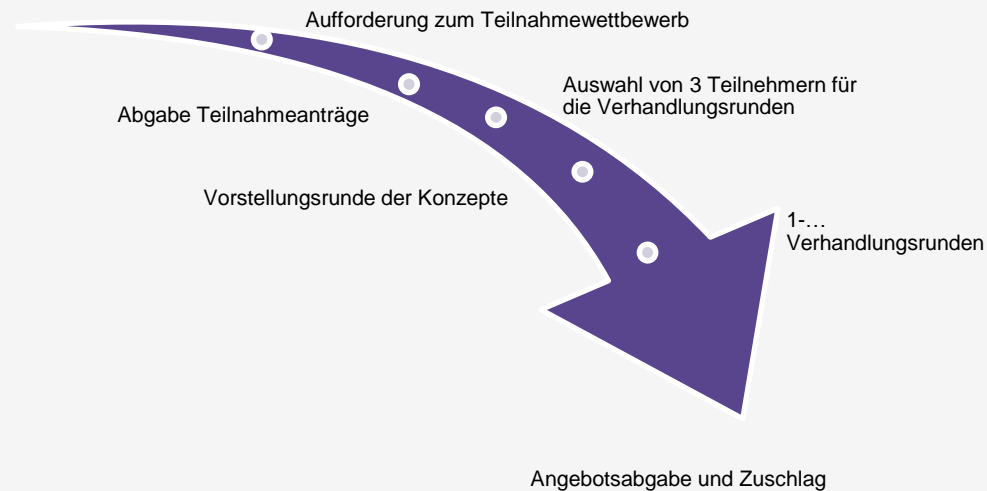 Aufforderung zum Teilnahmewettbewerb
Abgabe Teilnahmeanträge
Auswahl von 3 Teilnehmern für
die Verhandlungsrunden
Vorstellungsrunde der Konzepte
1-…
Verhandlungsrunden
Angebotsabgabe und Zuschlag